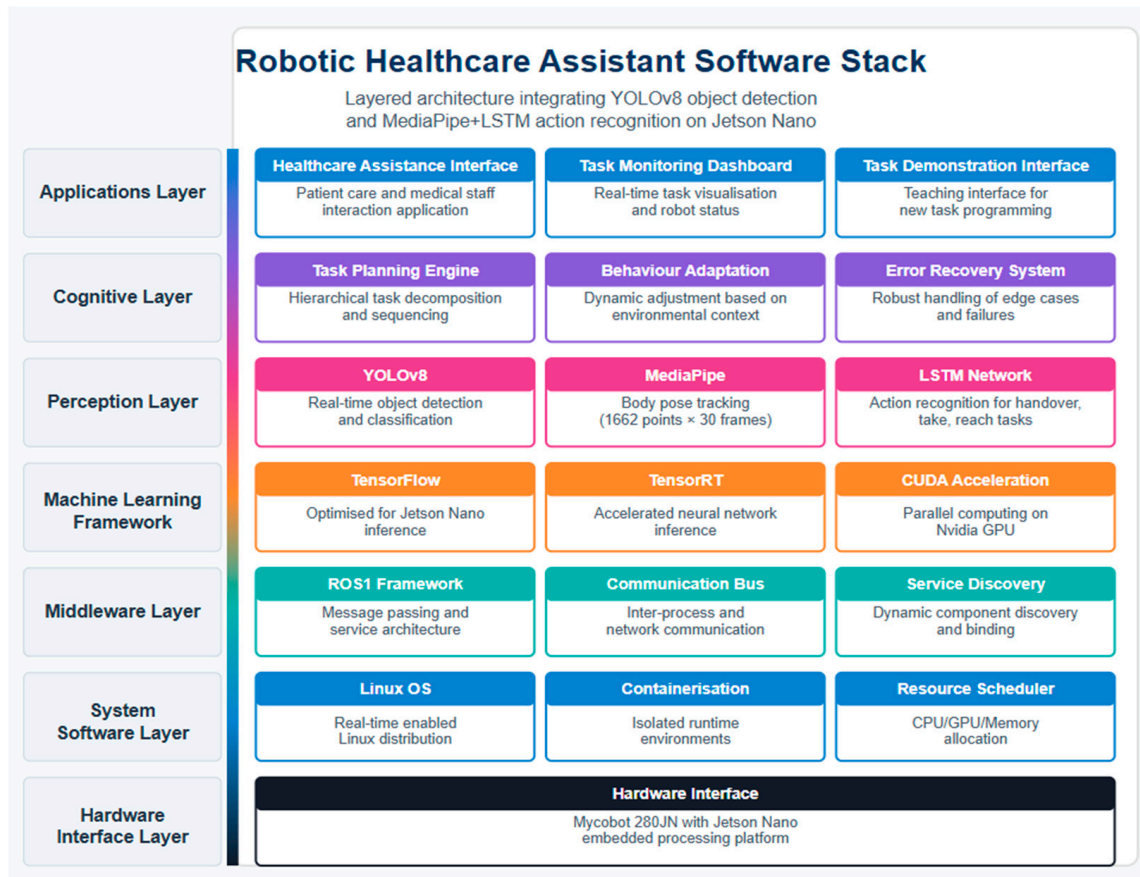 Robotic Healthcare Assistant Software Stack
Layered architecture integrating YOLOv8 object detection
and MediaPipe+LSTM action recognition on Jetson Nano
Applications Layer
Healthcare Assistance Interface
Patient care and medical staff
interaction application
Task Monitoring Dashboard
Real-time task visualisation
and robot status
Task Demonstration Interface
Teaching interface for
new task programming
Cognitive Layer
Task Planning Engine
Hierarchical task decomposition
and sequencing
Behaviour Adaptation
Dynamic adjustment based on
environmental context
Error Recovery System
Robust handling of edge cases
and failures
Perception Layer
YOLOv8
Real-time object detection
and classification
MediaPipe
Body pose tracking
(1662 points × 30 frames)
LSTM Network
Action recognition for handover,
take, reach tasks
Machine Learning
Framework
TensorFlow
Optimised for Jetson Nano
inference
TensorRT
Accelerated neural network
inference
CUDA Acceleration
Parallel computing on
Nvidia GPU
Middleware Layer
ROS1 Framework
Message passing and
service architecture
Communication Bus
Inter-process and
network communication
Service Discovery
Dynamic component discovery
and binding
System
Software Layer
Linux OS
Real-time enabled
Linux distribution
Containerisation
Isolated runtime
environments
Resource Scheduler
CPU/GPU/Memory
allocation
Hardware
Interface Layer
Hardware Interface
Mycobot 280JN with Jetson Nano
embedded processing platform